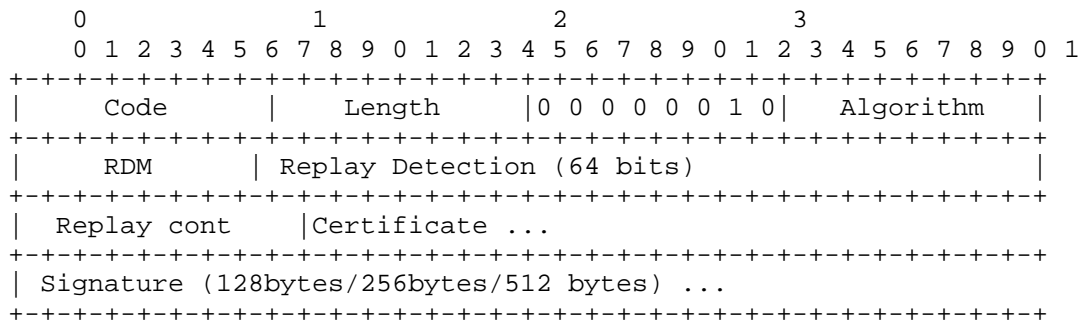 0                   1                   2                   3
    0 1 2 3 4 5 6 7 8 9 0 1 2 3 4 5 6 7 8 9 0 1 2 3 4 5 6 7 8 9 0 1
+-+-+-+-+-+-+-+-+-+-+-+-+-+-+-+-+-+-+-+-+-+-+-+-+-+-+-+-+-+-+-+-+
|     Code      |    Length     |0 0 0 0 0 0 1 0|   Algorithm   |
+-+-+-+-+-+-+-+-+-+-+-+-+-+-+-+-+-+-+-+-+-+-+-+-+-+-+-+-+-+-+-+-+
|     RDM      | Replay Detection (64 bits)                     |
+-+-+-+-+-+-+-+-+-+-+-+-+-+-+-+-+-+-+-+-+-+-+-+-+-+-+-+-+-+-+-+-+
|  Replay cont    |Certificate ...
+-+-+-+-+-+-+-+-+-+-+-+-+-+-+-+-+-+-+-+-+-+-+-+-+-+-+-+-+-+-+-+-+
| Signature (128bytes/256bytes/512 bytes) ...
+-+-+-+-+-+-+-+-+-+-+-+-+-+-+-+-+-+-+-+-+-+-+-+-+-+-+-+-+-+-+-+-+